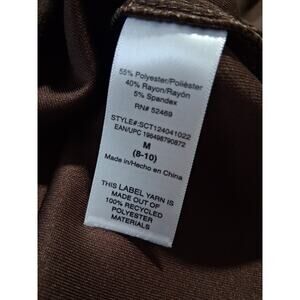 55% Polyester/Poliéster
40% Rayon/Rayón
5% Spandex
RN# 52469
STYLE#:SCT124041022
EAN/UPC 198498790872
M
(8-10)
Made in/Hecho en China
THIS LABEL YARN IS
MADE OUT OF
100% RECYCLED
POLYESTER
MATERIALS